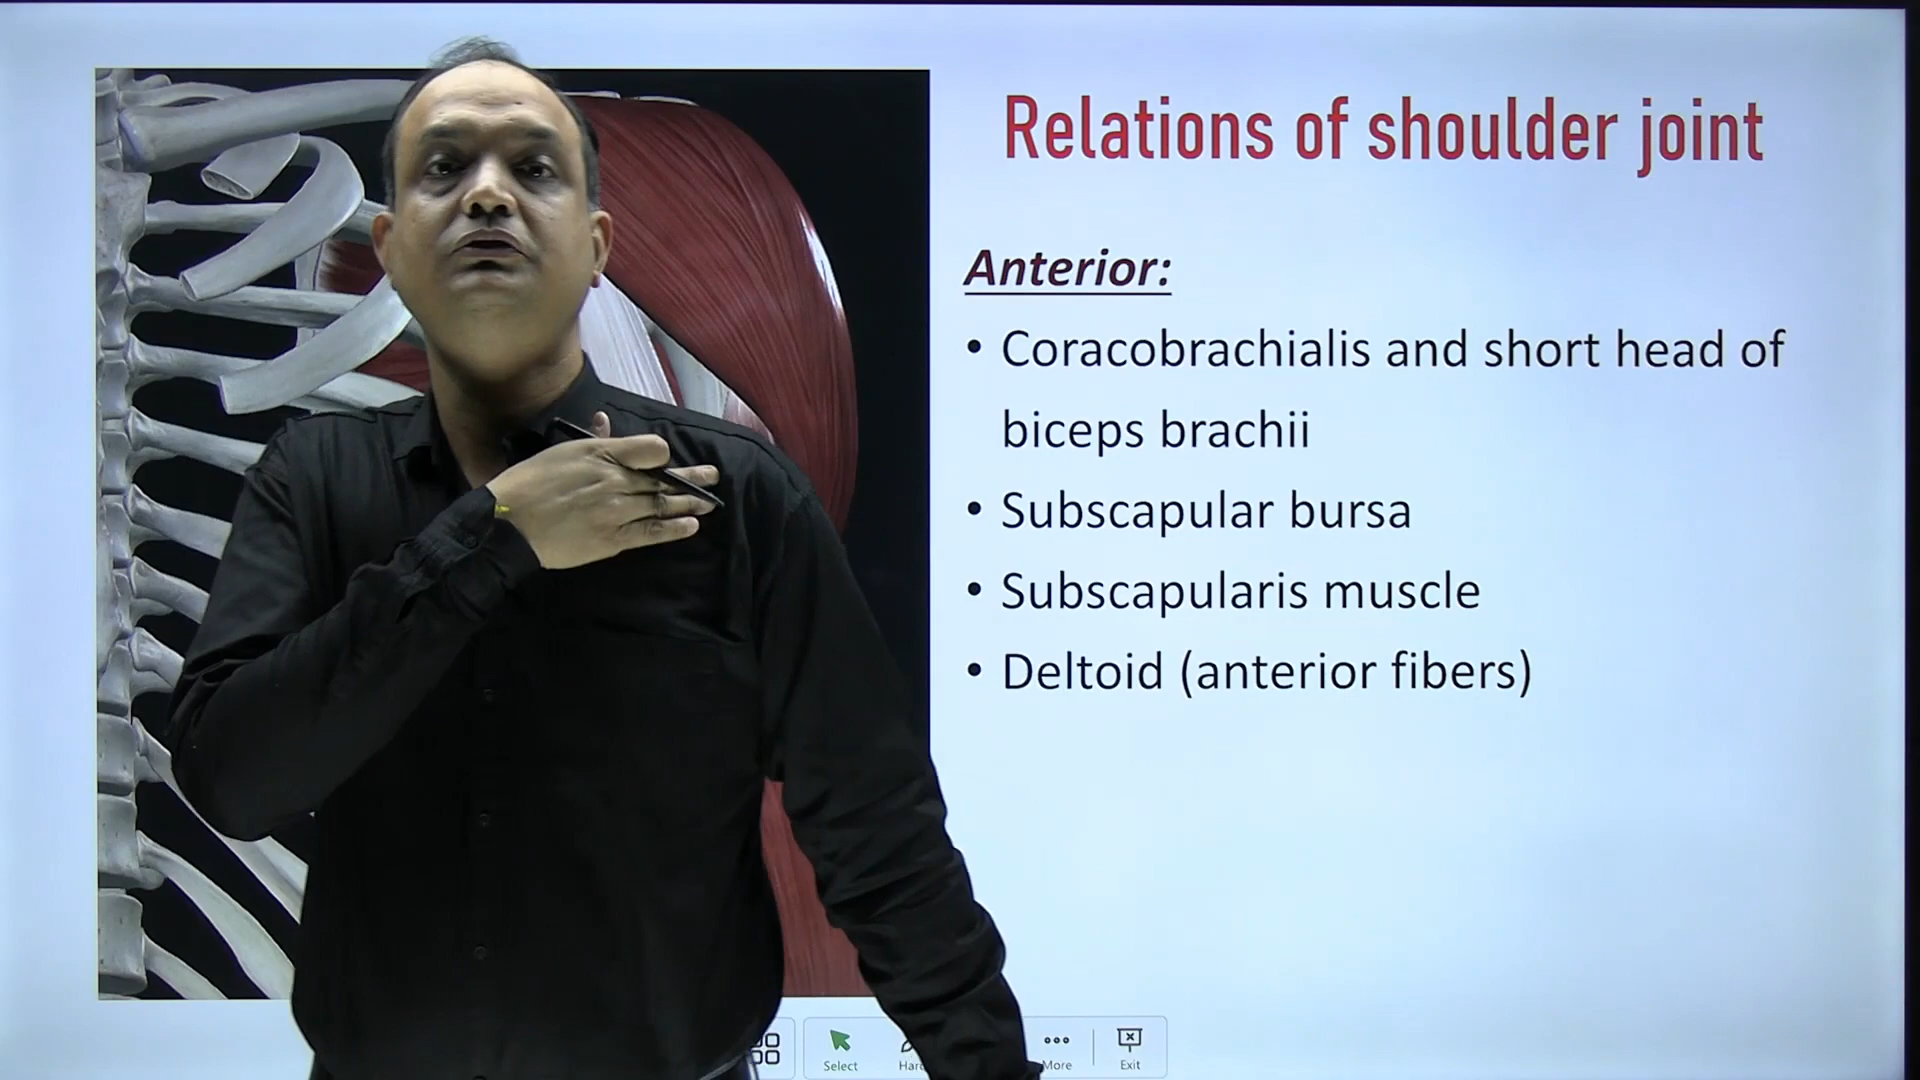 Relations of shoulder joint
Anterior:
• Coracobrachialis and short head of
biceps brachii
• Subscapular bursa
• Subscapularis muscle
• Deltoid (anterior fibers)
Select
More
Exit